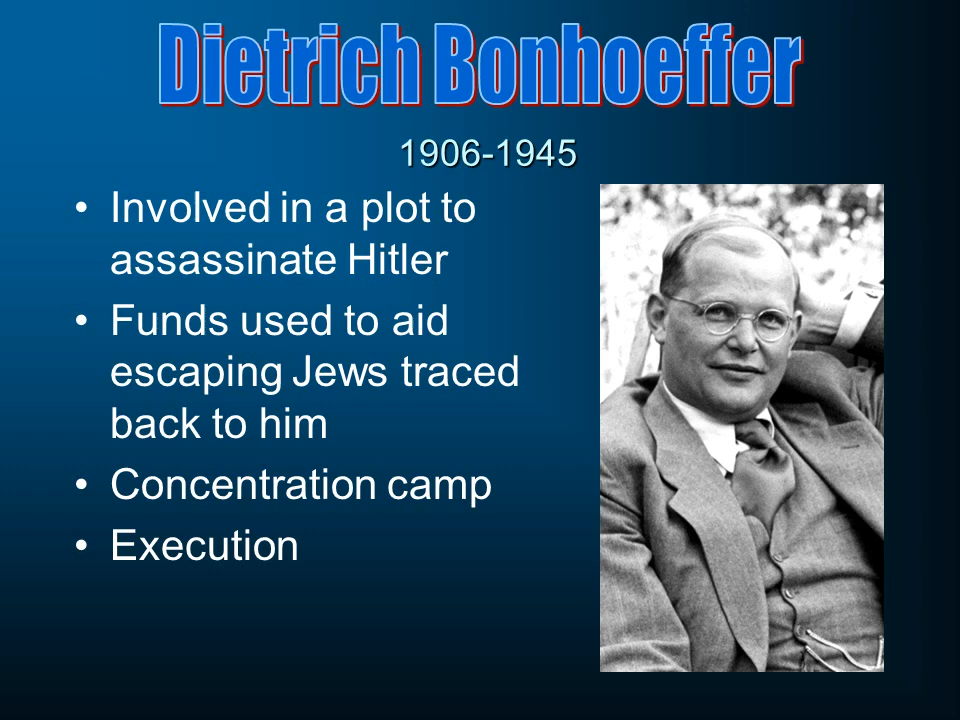 Dietrich Bonhoeffer
1906-1945
• Involved in a plot to
assassinate Hitler
• Funds used to aid
escaping Jews traced
back to him
• Concentration camp
• Execution